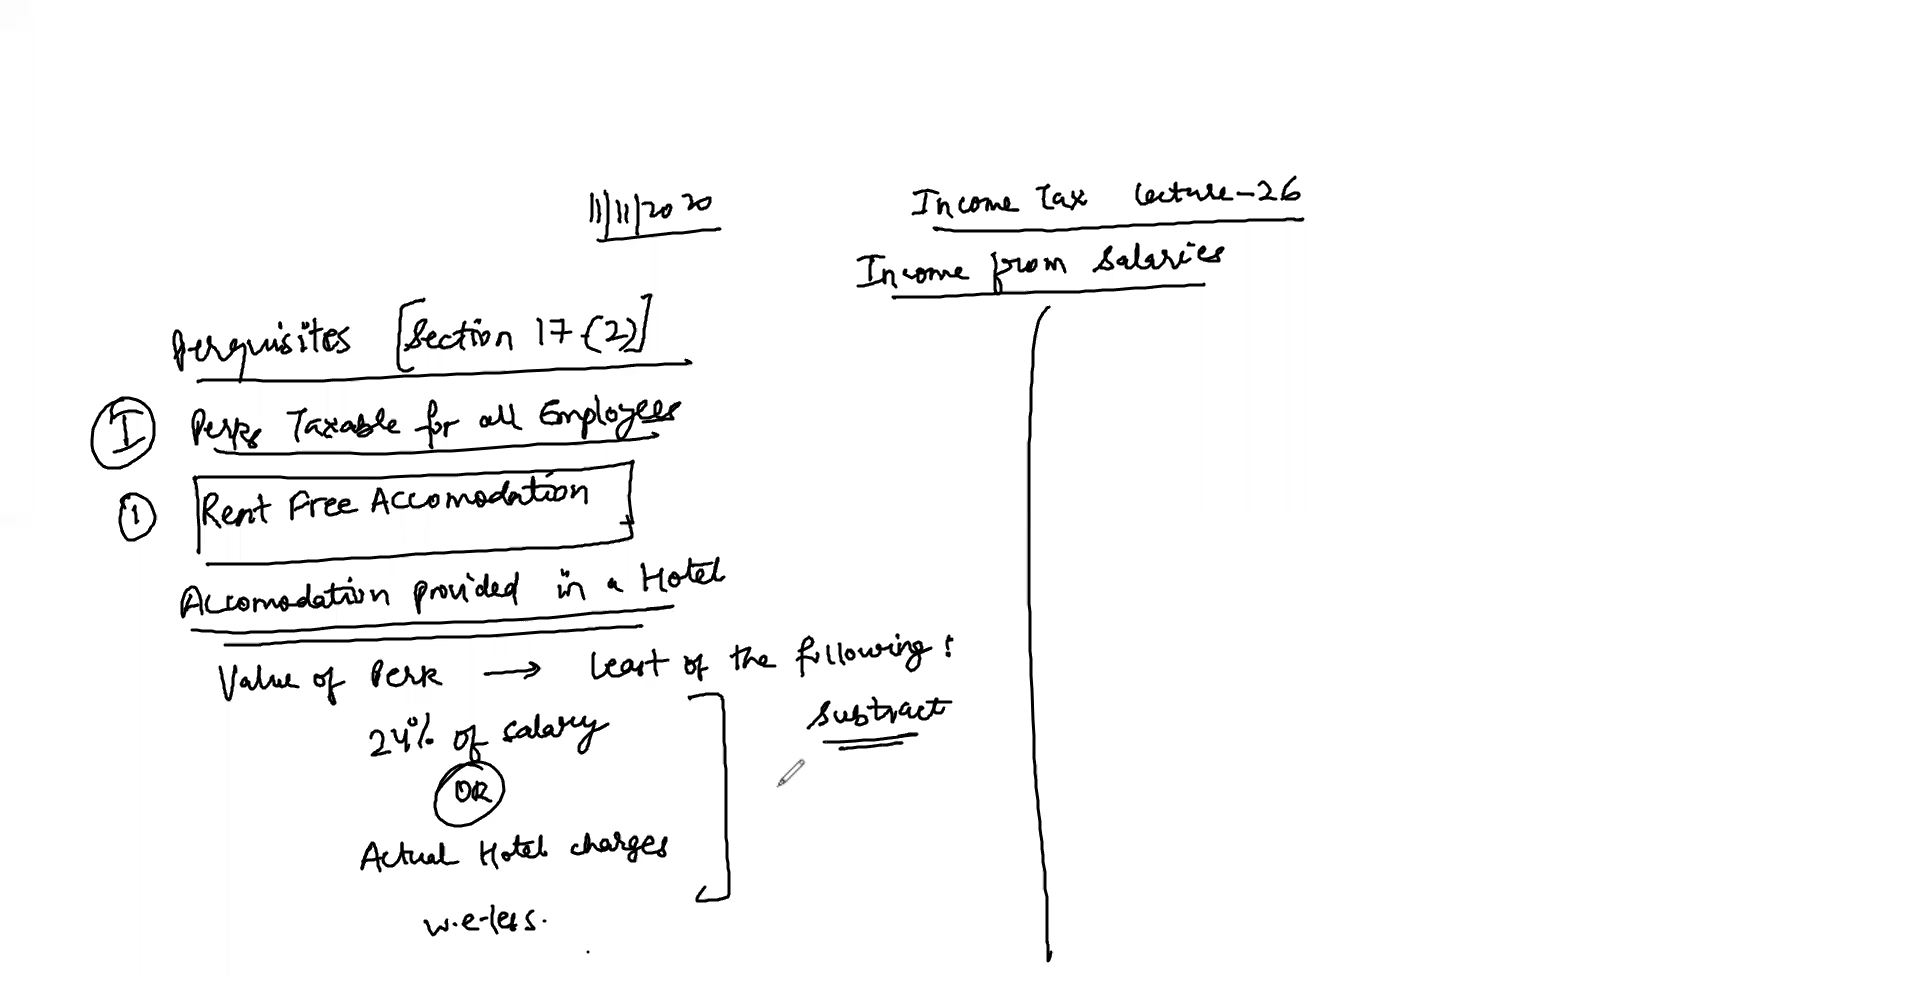 11/11/2020
Income Tax Lecture-26
Income from Salaries
Perquisites [Section 17(2)]
I Perks Taxable for all Employees
1 Rent Free Accomodation
Accomodation provided in a Hotel
Value of Perk → Least of the following:
24% of salary
OR
Actual Hotel charges
w.e-less.
Subtract